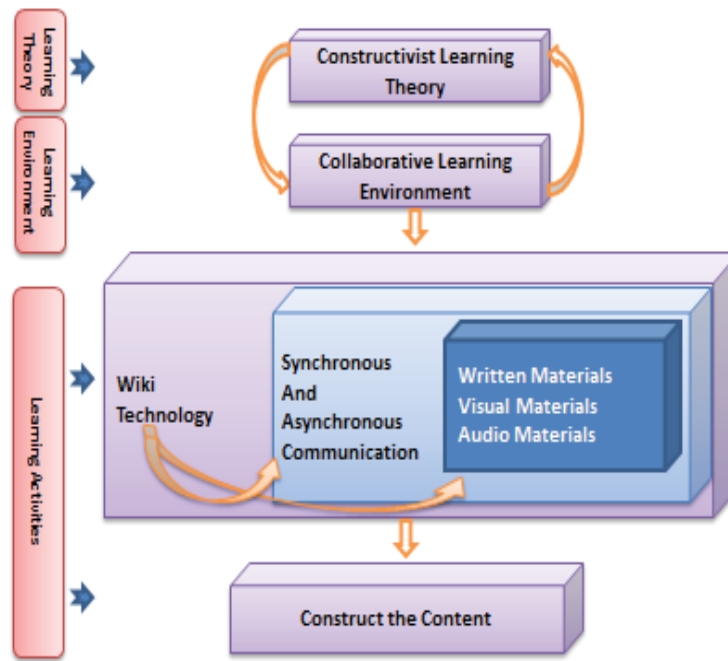 Learning
Theory
Constructivist Learning
Theory
Learning
Environment
Collaborative Learning
Environment
Learning Activities
Wiki
Technology
Synchronous
And
Asynchronous
Communication
Written Materials
Visual Materials
Audio Materials
Construct the Content